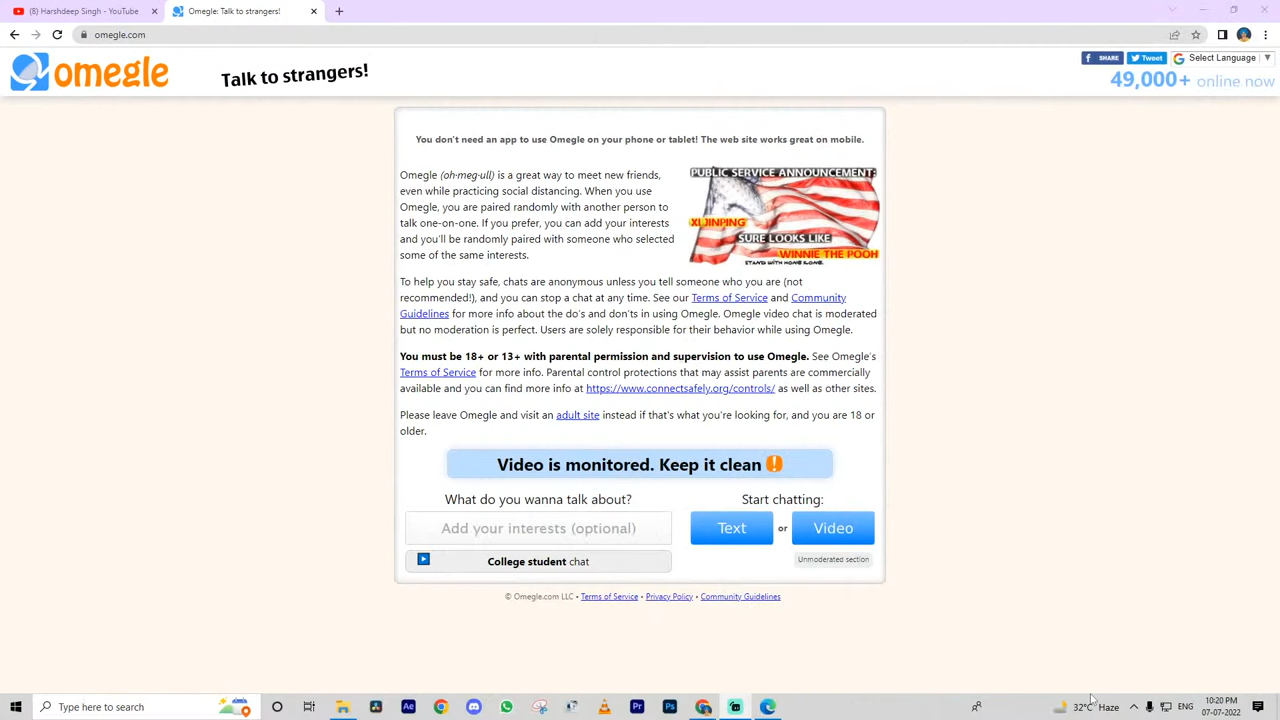 (8) Harshdeep Singh - YouTube
Omegle: Talk to strangers!
omegle.com
omegle
Talk to strangers!
SHARE
Tweet
Select Language
49,000+ online now
You don't need an app to use Omegle on your phone or tablet! The web site works great on mobile.
Omegle (oh·meg·ull) is a great way to meet new friends,
even while practicing social distancing. When you use
Omegle, you are paired randomly with another person to
talk one-on-one. If you prefer, you can add your interests
and you'll be randomly paired with someone who selected
some of the same interests.
PUBLIC SERVICE ANNOUNCEMENT:
XI JINPING
SURE LOOKS LIKE
WINNIE THE POOH
STAND WITH HONG KONG.
To help you stay safe, chats are anonymous unless you tell someone who you are (not
recommended!), and you can stop a chat at any time. See our Terms of Service and Community
Guidelines for more info about the do's and don'ts in using Omegle. Omegle video chat is moderated
but no moderation is perfect. Users are solely responsible for their behavior while using Omegle.
You must be 18+ or 13+ with parental permission and supervision to use Omegle. See Omegle's
Terms of Service for more info. Parental control protections that may assist parents are commercially
available and you can find more info at https://www.connectsafely.org/controls/ as well as other sites.
Please leave Omegle and visit an adult site instead if that's what you're looking for, and you are 18 or
older.
Video is monitored. Keep it clean !
What do you wanna talk about?
Start chatting:
Add your interests (optional)
Text or Video
College student chat
Unmoderated section
© Omegle.com LLC • Terms of Service • Privacy Policy • Community Guidelines
Type here to search
Ae
Pr
Ps
32°C Haze
ENG
10:20 PM
07-07-2022